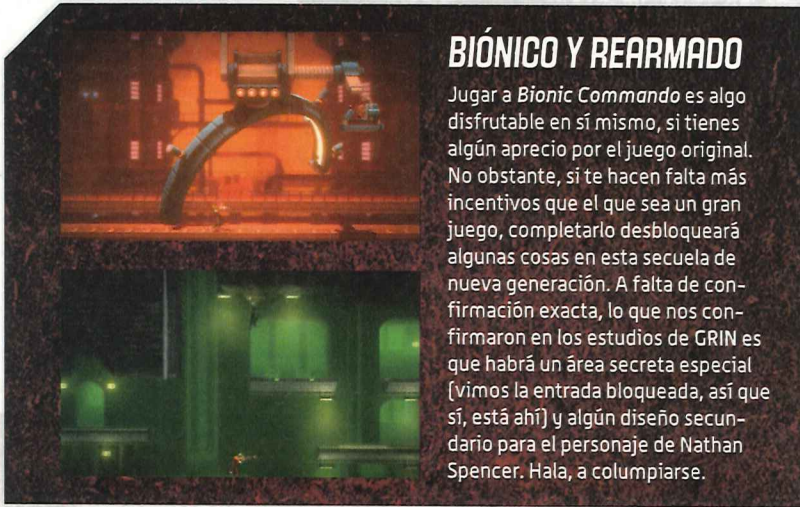 BIÓNICO Y REARMADO
Jugar a Bionic Commando es algo
disfrutable en sí mismo, si tienes
algún aprecio por el juego original.
No obstante, si te hacen falta más
incentivos que el que sea un gran
juego, completarlo desbloqueará
algunas cosas en esta secuela de
nueva generación. A falta de con-
firmación exacta, lo que nos con-
firmaron en los estudios de GRIN es
que habrá un área secreta especial
(vimos la entrada bloqueada, así que
sí, está ahí) y algún diseño secun-
dario para el personaje de Nathan
Spencer. Hala, a columpiarse.